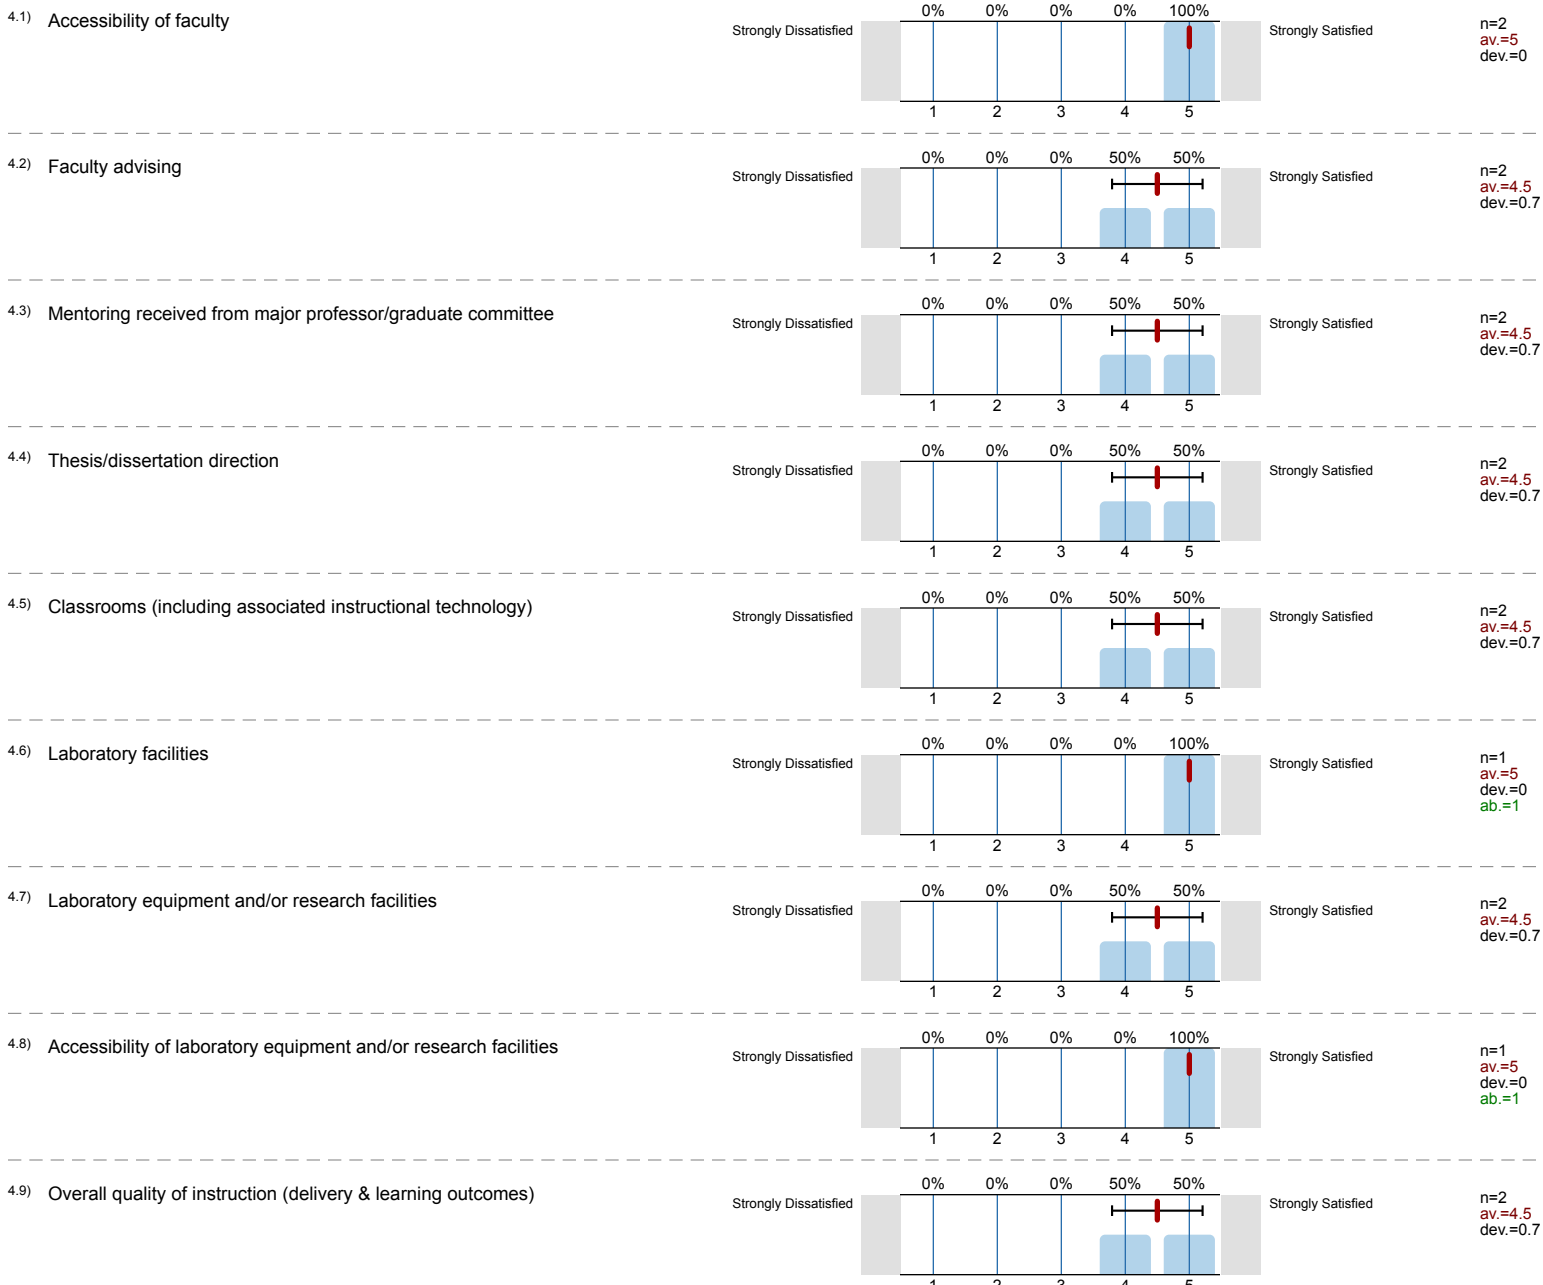 4.1) Accessibility of faculty
0% 0% 0% 0% 100%
Strongly Dissatisfied
Strongly Satisfied
n=2
av.=5
dev.=0
1 2 3 4 5
4.2) Faculty advising
0% 0% 0% 50% 50%
Strongly Dissatisfied
Strongly Satisfied
n=2
av.=4.5
dev.=0.7
1 2 3 4 5
4.3) Mentoring received from major professor/graduate committee
0% 0% 0% 50% 50%
Strongly Dissatisfied
Strongly Satisfied
n=2
av.=4.5
dev.=0.7
1 2 3 4 5
4.4) Thesis/dissertation direction
0% 0% 0% 50% 50%
Strongly Dissatisfied
Strongly Satisfied
n=2
av.=4.5
dev.=0.7
1 2 3 4 5
4.5) Classrooms (including associated instructional technology)
0% 0% 0% 50% 50%
Strongly Dissatisfied
Strongly Satisfied
n=2
av.=4.5
dev.=0.7
1 2 3 4 5
4.6) Laboratory facilities
0% 0% 0% 0% 100%
Strongly Dissatisfied
Strongly Satisfied
n=1
av.=5
dev.=0
ab.=1
1 2 3 4 5
4.7) Laboratory equipment and/or research facilities
0% 0% 0% 50% 50%
Strongly Dissatisfied
Strongly Satisfied
n=2
av.=4.5
dev.=0.7
1 2 3 4 5
4.8) Accessibility of laboratory equipment and/or research facilities
0% 0% 0% 0% 100%
Strongly Dissatisfied
Strongly Satisfied
n=1
av.=5
dev.=0
ab.=1
1 2 3 4 5
4.9) Overall quality of instruction (delivery & learning outcomes)
0% 0% 0% 50% 50%
Strongly Dissatisfied
Strongly Satisfied
n=2
av.=4.5
dev.=0.7
1 2 3 4 5